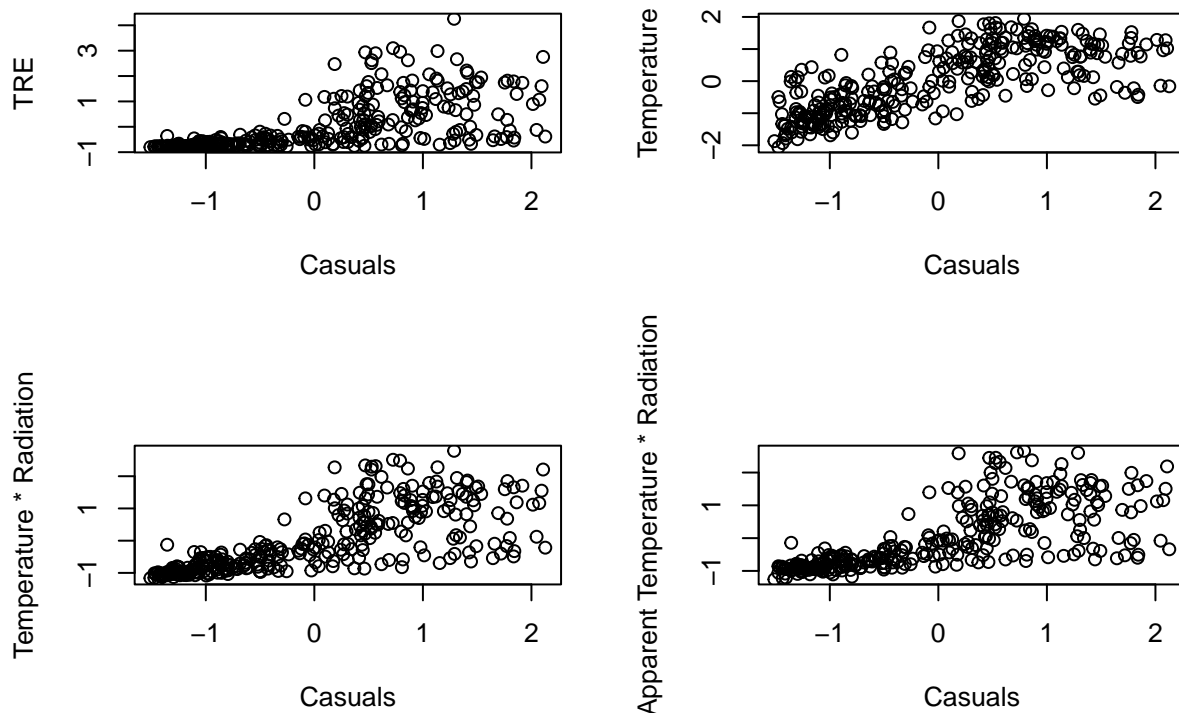 TRE
3
1
−1
−1 0 1 2
Casuals
Temperature
2
0
−2
−1 0 1 2
Casuals
Temperature * Radiation
1
−1
−1 0 1 2
Casuals
Apparent Temperature * Radiation
1
−1
−1 0 1 2
Casuals